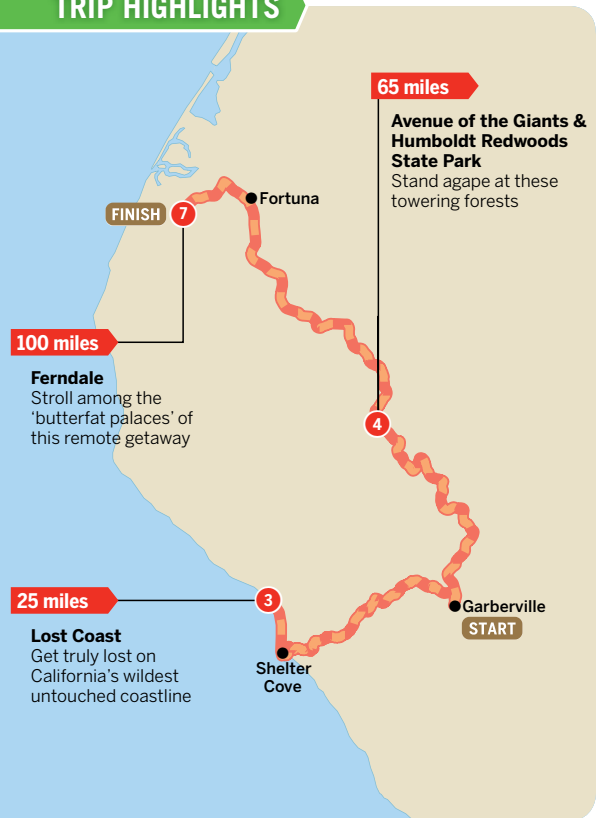 TRIP HIGHLIGHTS
65 miles
Avenue of the Giants &
Humboldt Redwoods
State Park
Stand agape at these
towering forests
Fortuna
FINISH
7
100 miles
Ferndale
Stroll among the
‘butterfat palaces’ of
this remote getaway
4
25 miles
3
Lost Coast
Get truly lost on
California’s wildest
untouched coastline
Garberville
START
Shelter
Cove